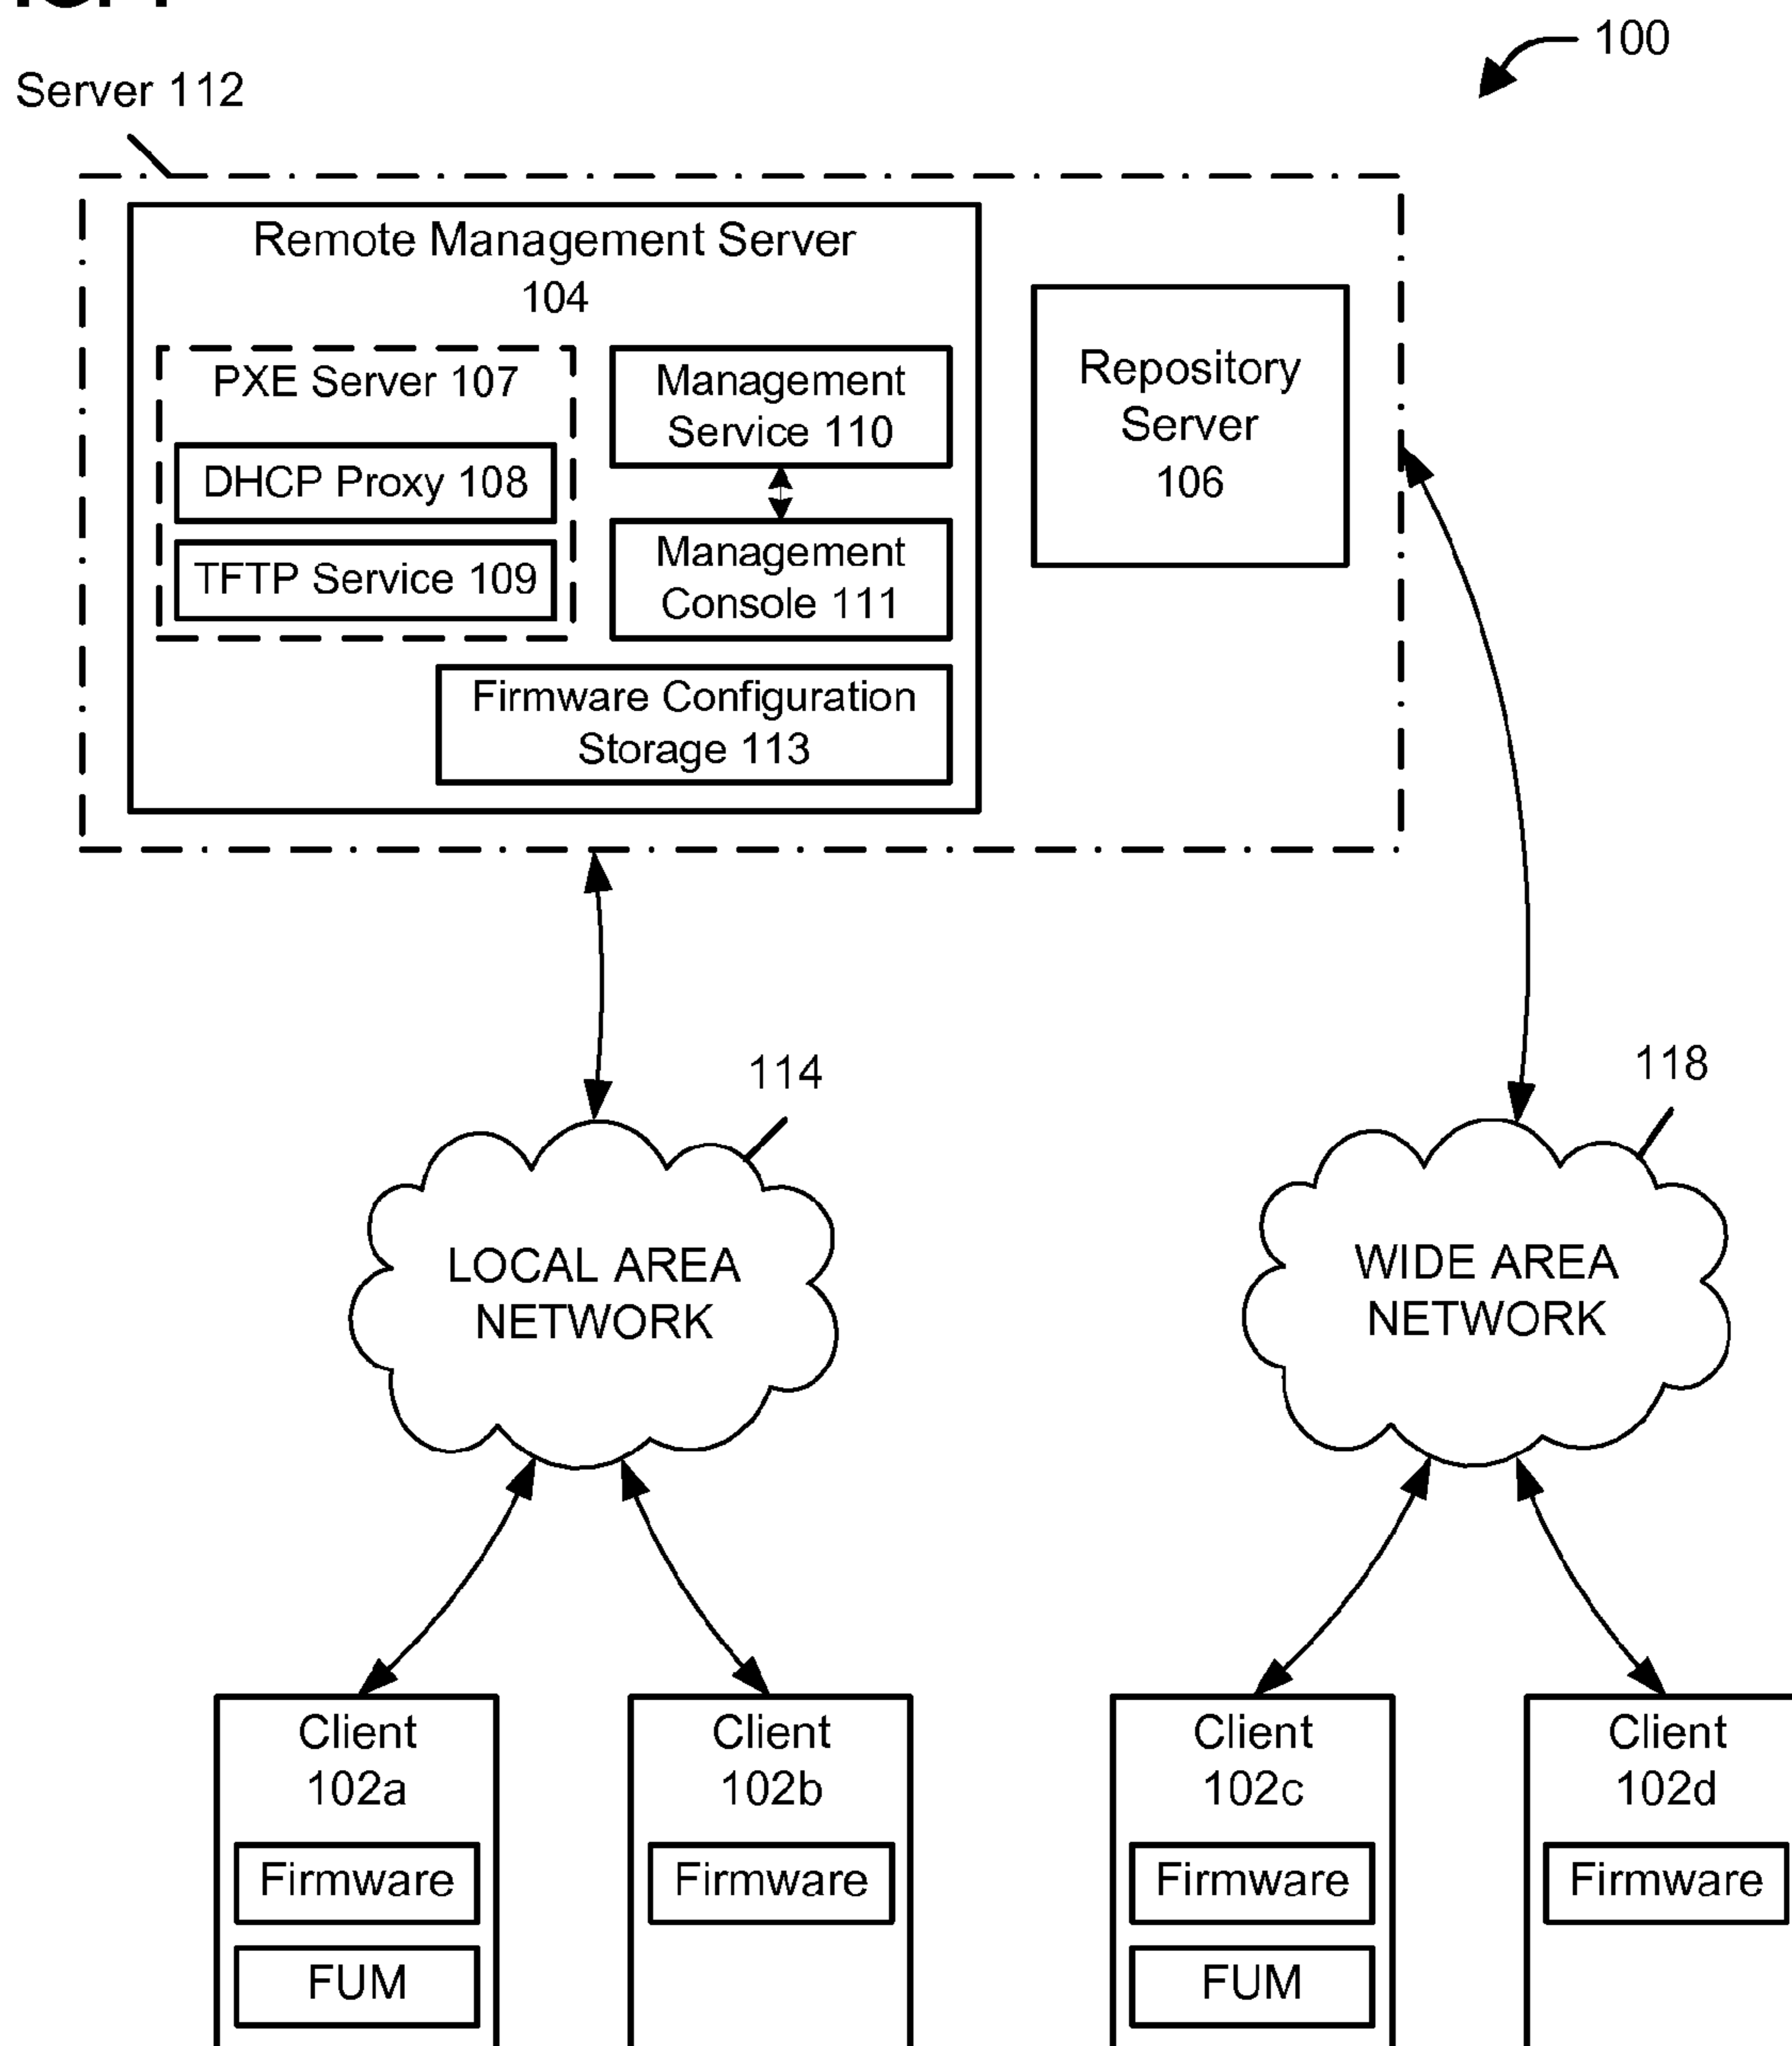 100
Server 112
Remote Management Server
104
PXE Server 107
DHCP Proxy 108
TFTP Service 109
Management
Service 110
Management
Console 111
Firmware Configuration
Storage 113
Repository
Server
106
114
118
LOCAL AREA
NETWORK
WIDE AREA
NETWORK
Client
102a
Firmware
FUM
Client
102b
Firmware
Client
102c
Firmware
FUM
Client
102d
Firmware